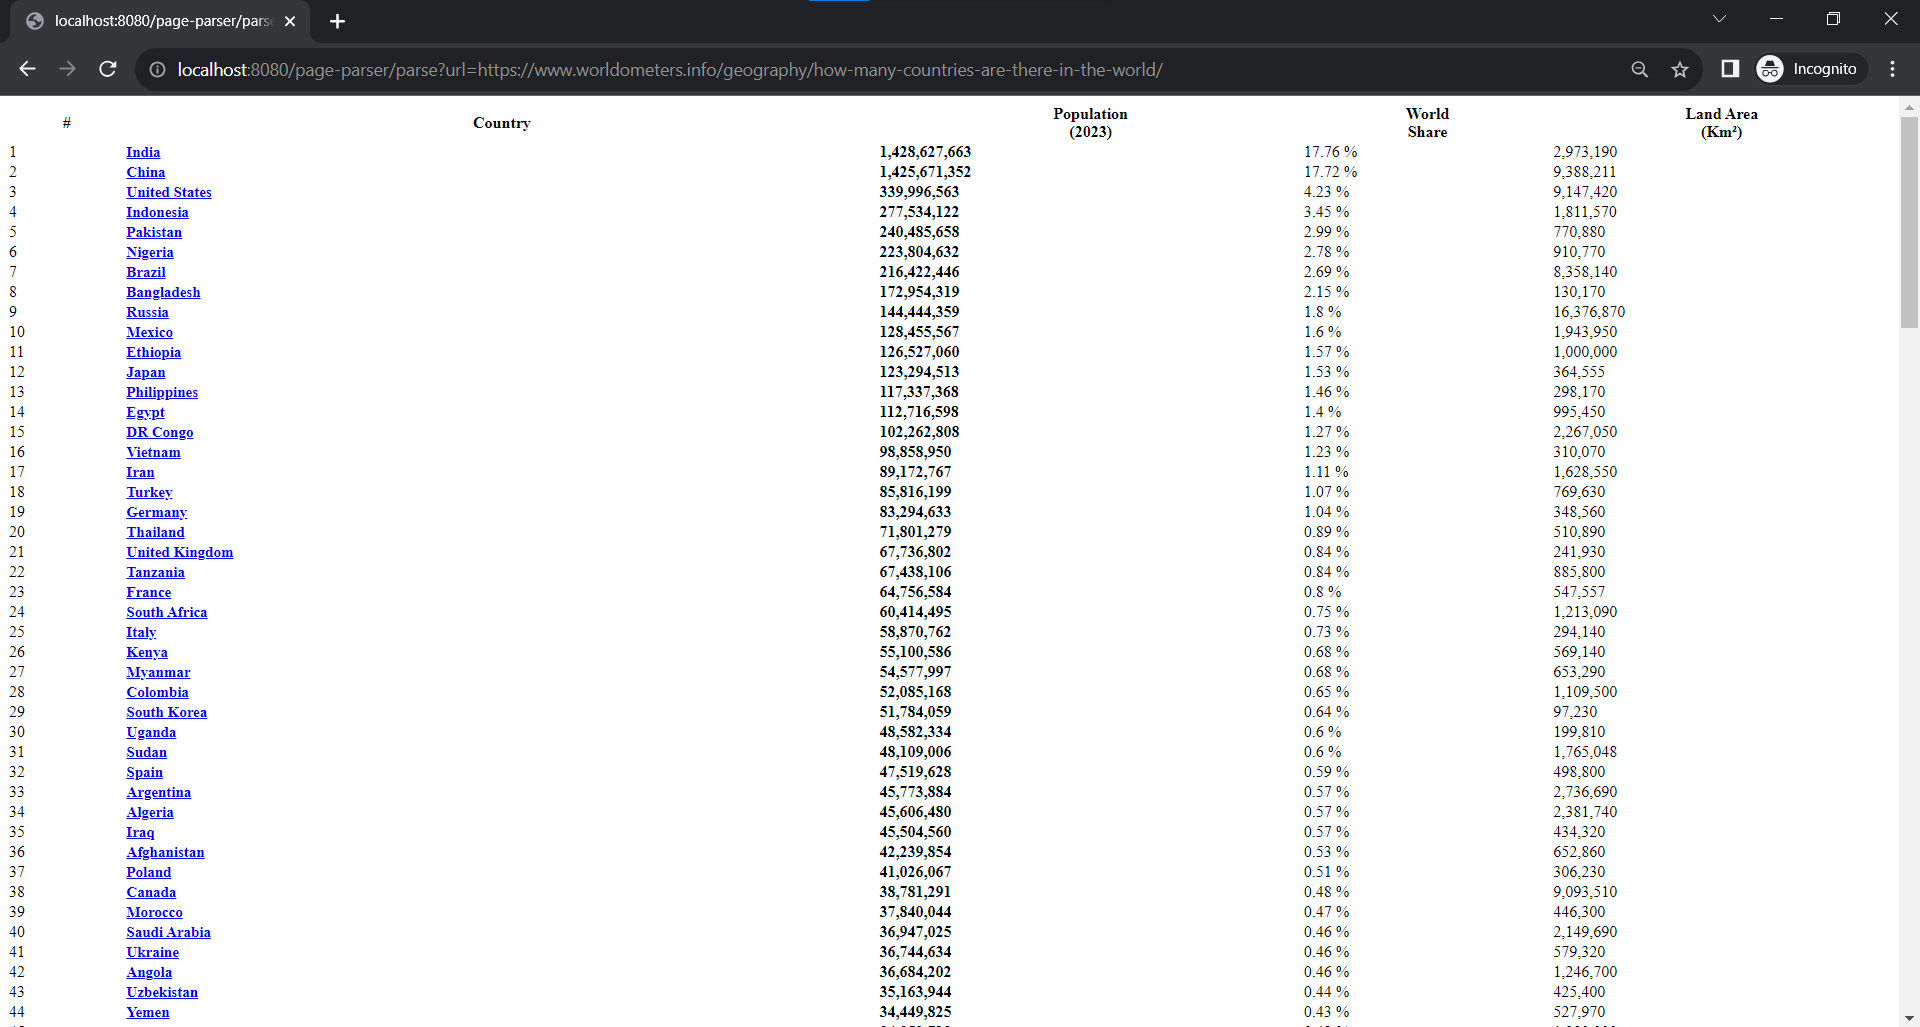 localhost:8080/page-parser/parse
localhost:8080/page-parser/parse?url=https://www.worldometers.info/geography/how-many-countries-are-there-in-the-world/
Incognito
# Country Population (2023) World Share Land Area (Km²)
1 India 1,428,627,663 17.76 % 2,973,190
2 China 1,425,671,352 17.72 % 9,388,211
3 United States 339,996,563 4.23 % 9,147,420
4 Indonesia 277,534,122 3.45 % 1,811,570
5 Pakistan 240,485,658 2.99 % 770,880
6 Nigeria 223,804,632 2.78 % 910,770
7 Brazil 216,422,446 2.69 % 8,358,140
8 Bangladesh 172,954,319 2.15 % 130,170
9 Russia 144,444,359 1.8 % 16,376,870
10 Mexico 128,455,567 1.6 % 1,943,950
11 Ethiopia 126,527,060 1.57 % 1,000,000
12 Japan 123,294,513 1.53 % 364,555
13 Philippines 117,337,368 1.46 % 298,170
14 Egypt 112,716,598 1.4 % 995,450
15 DR Congo 102,262,808 1.27 % 2,267,050
16 Vietnam 98,858,950 1.23 % 310,070
17 Iran 89,172,767 1.11 % 1,628,550
18 Turkey 85,816,199 1.07 % 769,630
19 Germany 83,294,633 1.04 % 348,560
20 Thailand 71,801,279 0.89 % 510,890
21 United Kingdom 67,736,802 0.84 % 241,930
22 Tanzania 67,438,106 0.84 % 885,800
23 France 64,756,584 0.8 % 547,557
24 South Africa 60,414,495 0.75 % 1,213,090
25 Italy 58,870,762 0.73 % 294,140
26 Kenya 55,100,586 0.68 % 569,140
27 Myanmar 54,577,997 0.68 % 653,290
28 Colombia 52,085,168 0.65 % 1,109,500
29 South Korea 51,784,059 0.64 % 97,230
30 Uganda 48,582,334 0.6 % 199,810
31 Sudan 48,109,006 0.6 % 1,765,048
32 Spain 47,519,628 0.59 % 498,800
33 Argentina 45,773,884 0.57 % 2,736,690
34 Algeria 45,606,480 0.57 % 2,381,740
35 Iraq 45,504,560 0.57 % 434,320
36 Afghanistan 42,239,854 0.53 % 652,860
37 Poland 41,026,067 0.51 % 306,230
38 Canada 38,781,291 0.48 % 9,093,510
39 Morocco 37,840,044 0.47 % 446,300
40 Saudi Arabia 36,947,025 0.46 % 2,149,690
41 Ukraine 36,744,634 0.46 % 579,320
42 Angola 36,684,202 0.46 % 1,246,700
43 Uzbekistan 35,163,944 0.44 % 425,400
44 Yemen 34,449,825 0.43 % 527,970